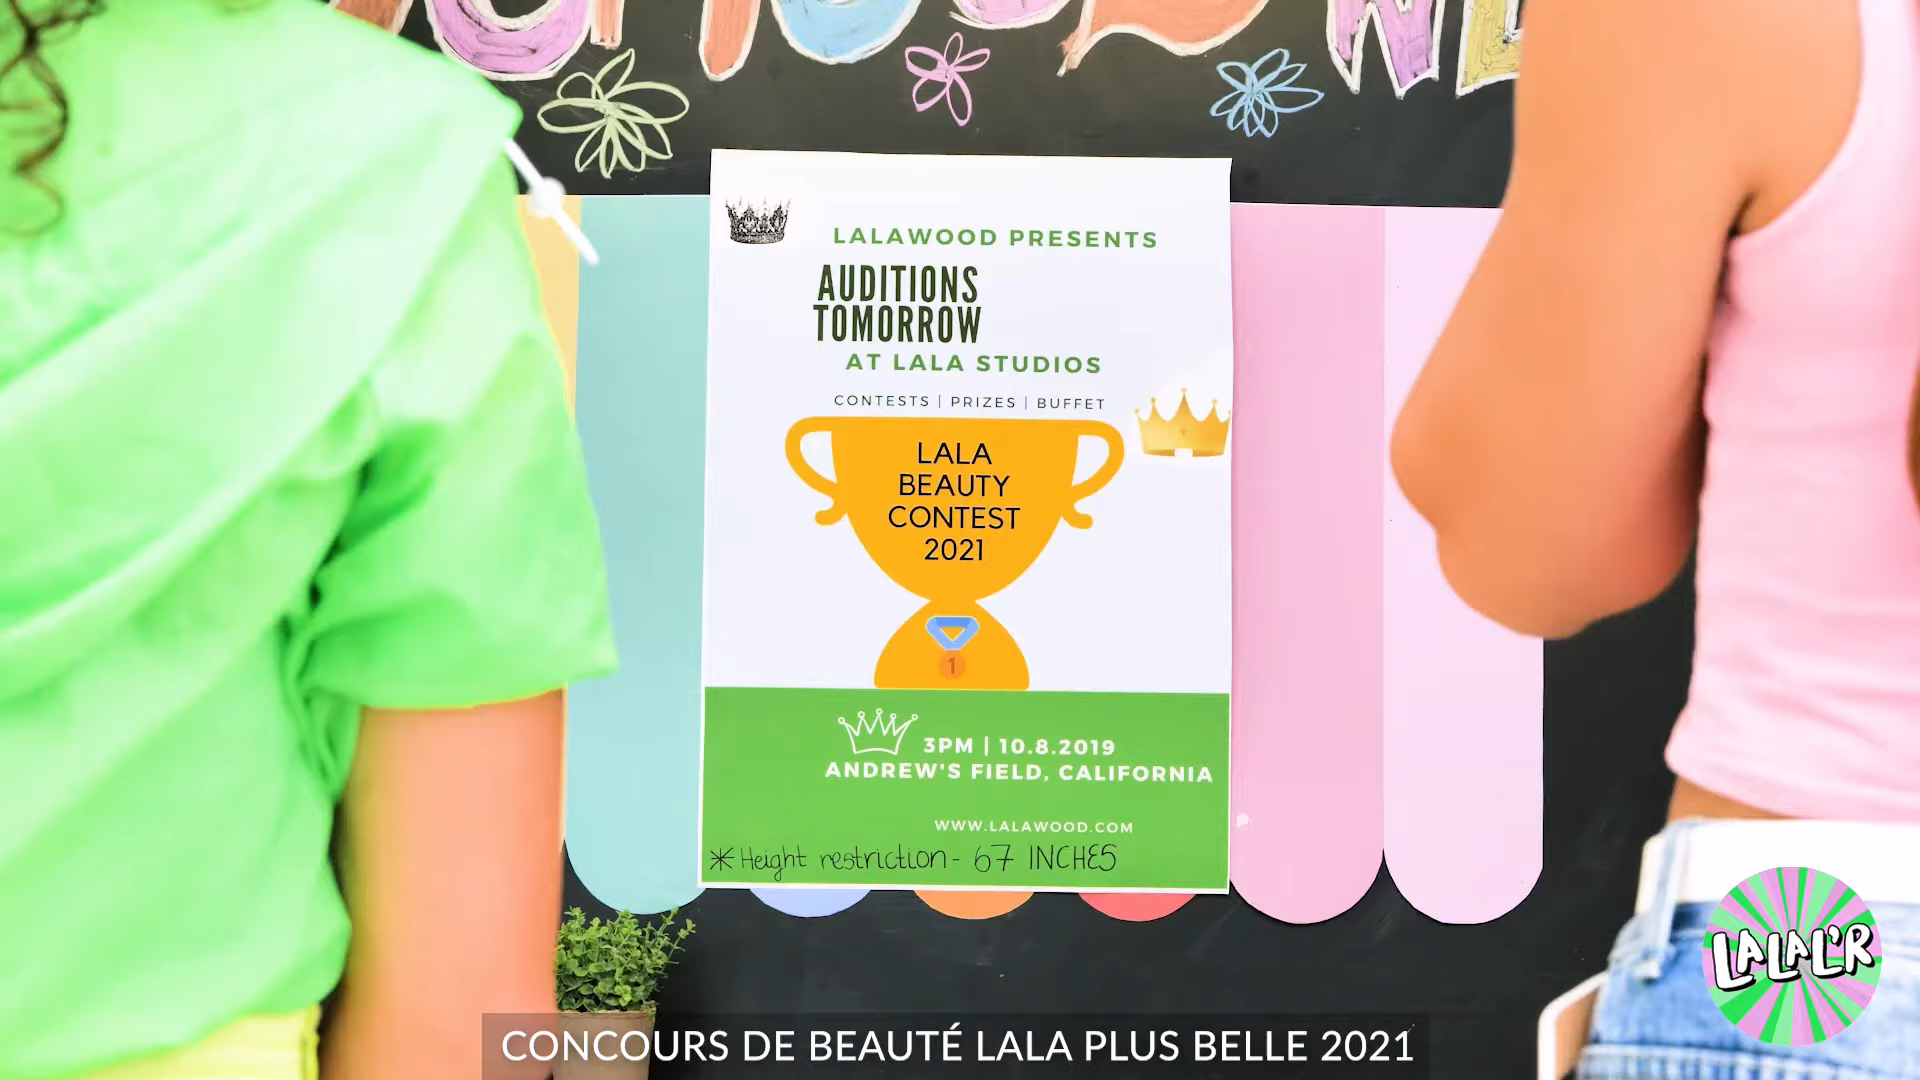 LALAWOOD PRESENTS
AUDITIONS
TOMORROW
AT LALA STUDIOS
CONTESTS | PRIZES | BUFFET
LALA
BEAUTY
CONTEST
2021
1
3PM | 10.8.2019
ANDREW'S FIELD, CALIFORNIA
WWW.LALAWOOD.COM
* Height restriction - 67 INCHES
LALAL'R
CONCOURS DE BEAUTÉ LALA PLUS BELLE 2021